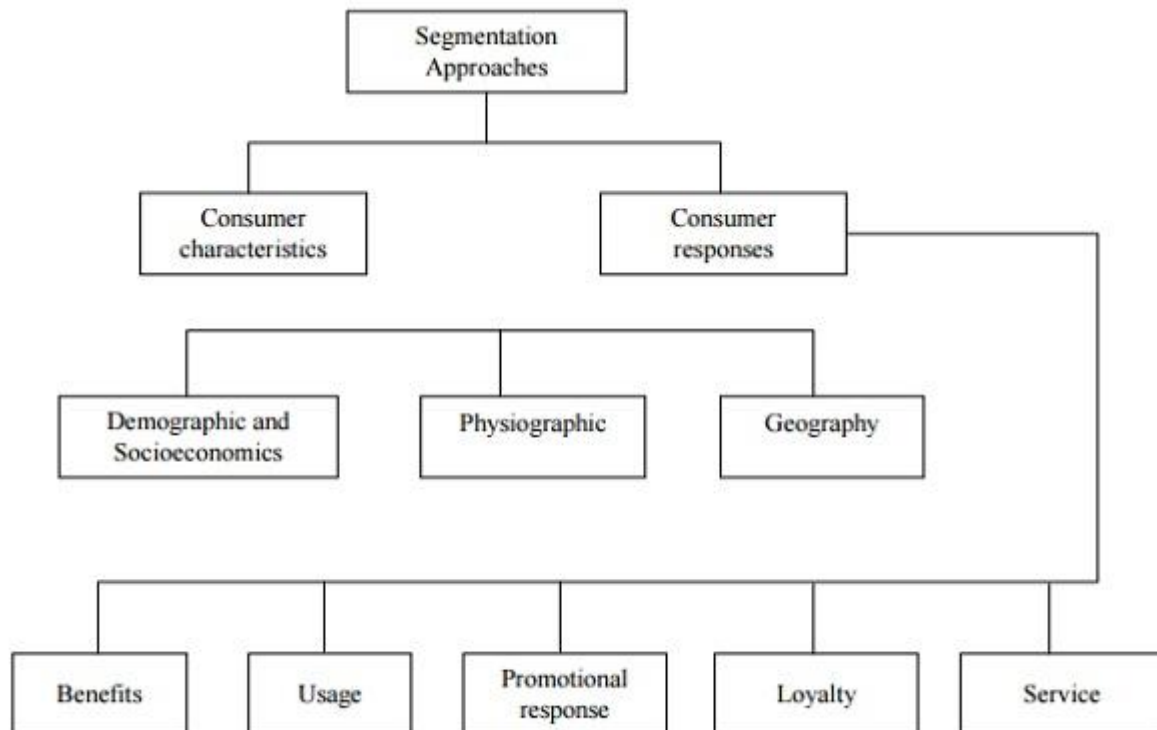 Segmentation
Approaches
Consumer
characteristics
Consumer
responses
Demographic and
Socioeconomics
Physiographic
Geography
Benefits
Usage
Promotional
response
Loyalty
Service